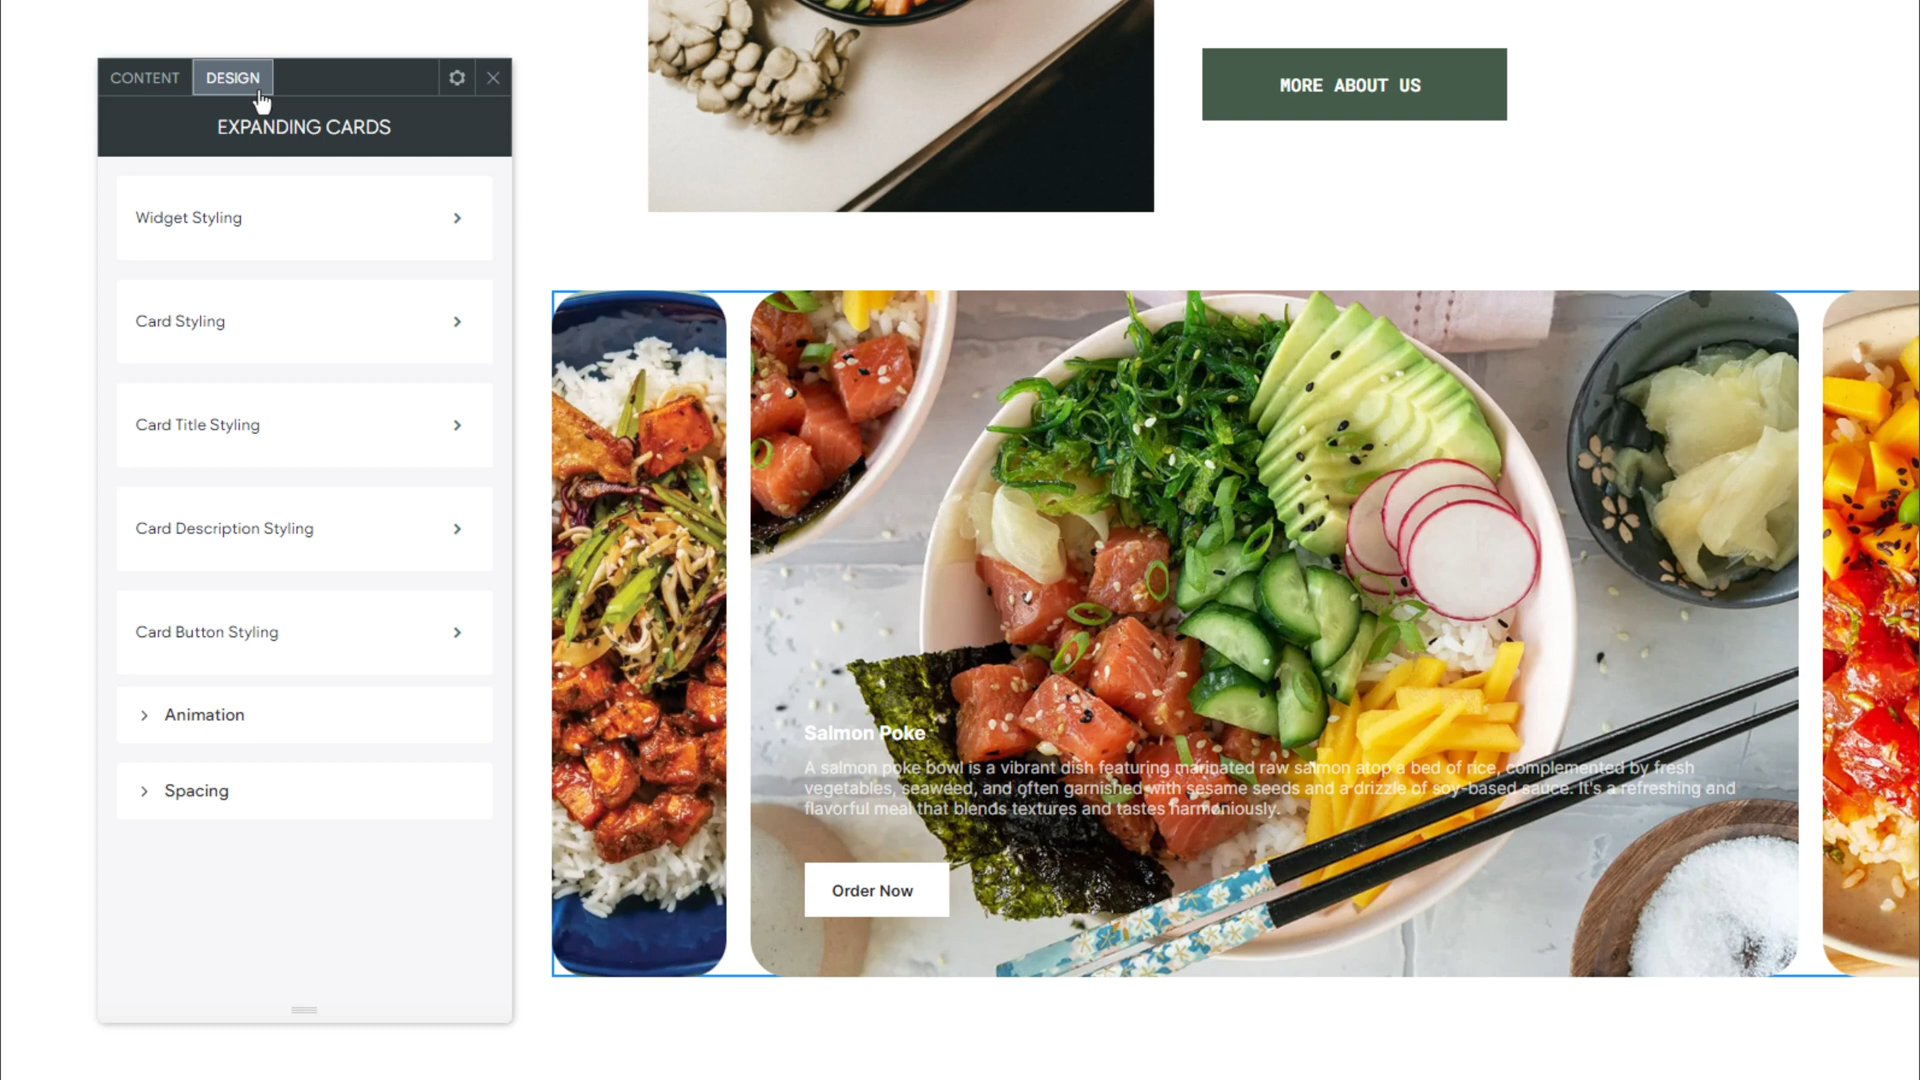 CONTENT
DESIGN
EXPANDING CARDS
Widget Styling
Card Styling
Card Title Styling
Card Description Styling
Card Button Styling
Animation
Spacing
MORE ABOUT US
Salmon Poke
A salmon poke bowl is a vibrant dish featuring marinated raw salmon atop a bed of rice, complemented by fresh
vegetables, seaweed, and often garnished with sesame seeds and a drizzle of soy-based sauce. It's a refreshing and
flavorful meal that blends textures and tastes harmoniously.
Order Now